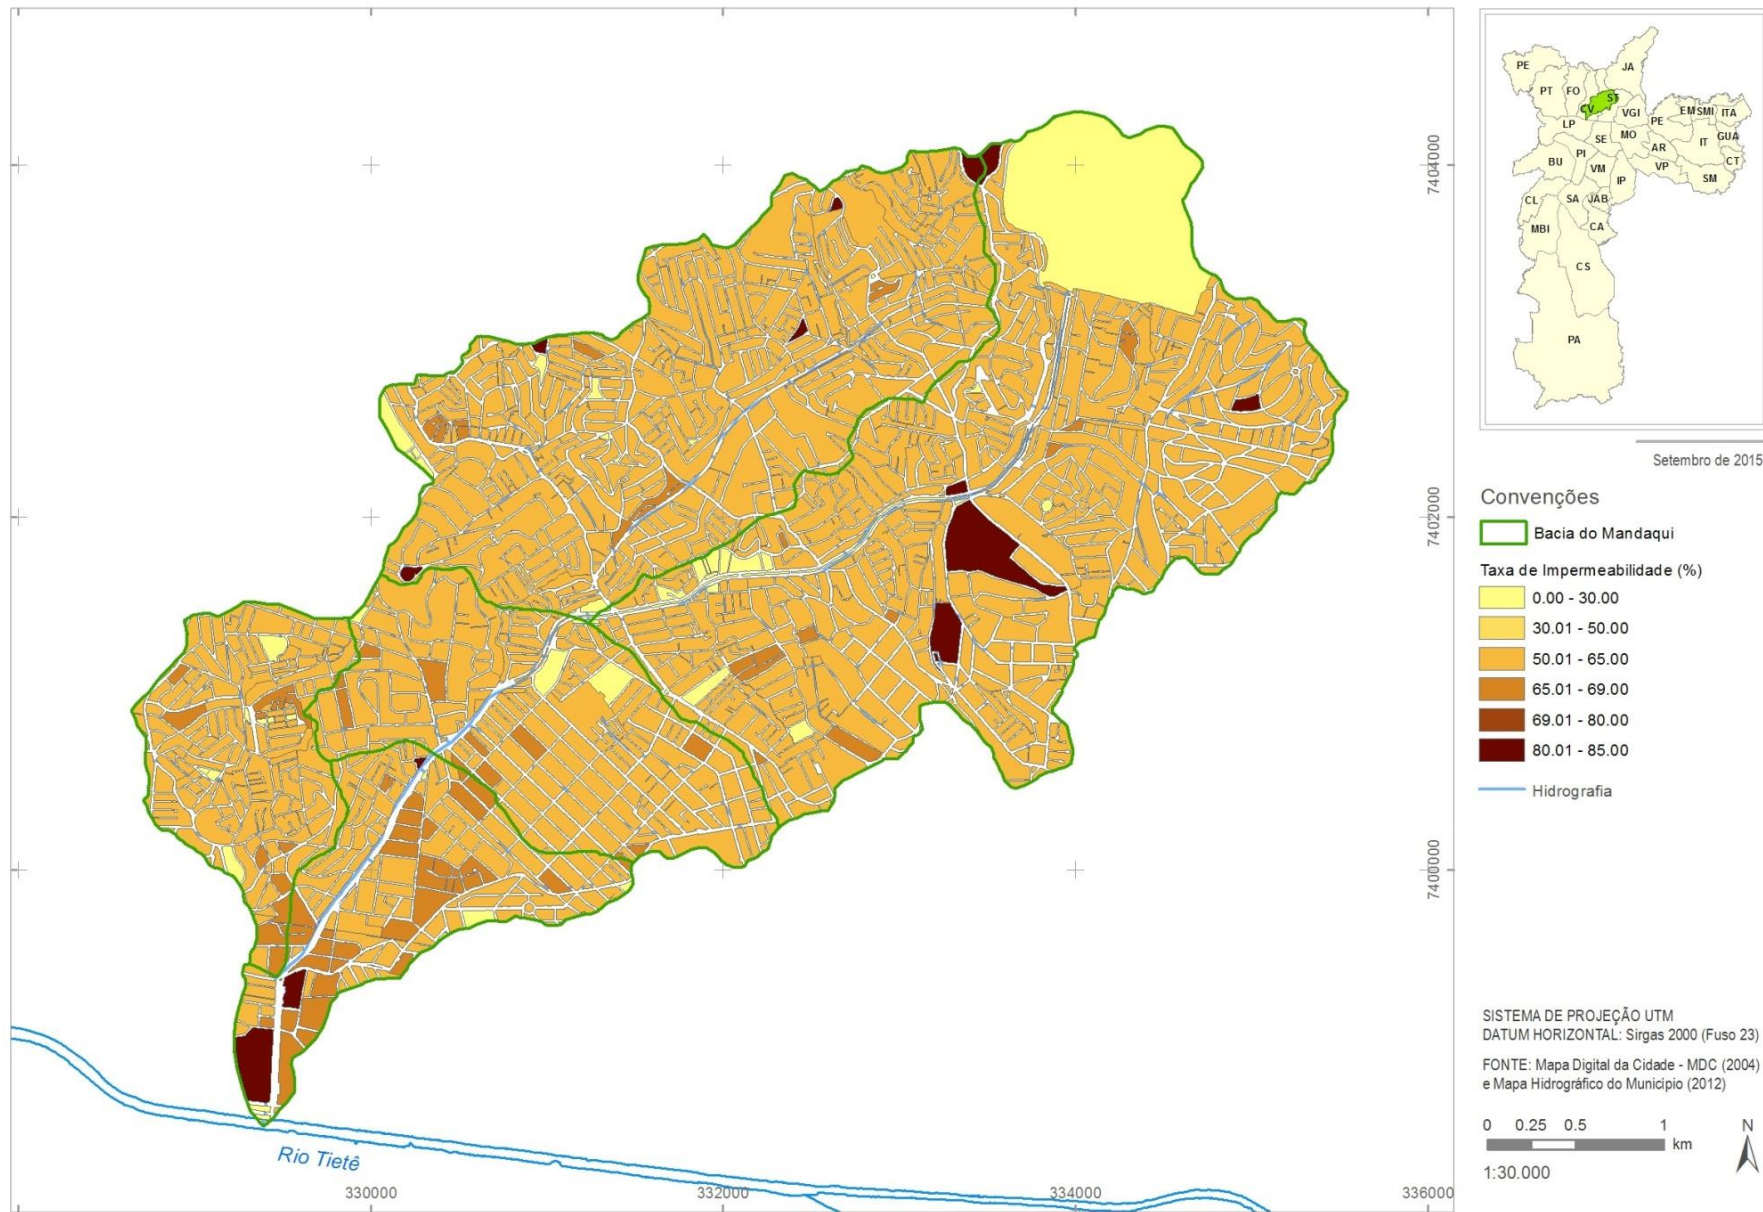 PE
JA
PT
FO
ST
CV
VGI
PE
EM
SMI
ITA
LP
SE
MO
IT
GUA
BU
PI
AR
CT
VM
IP
VP
SM
CL
SA
JAB
MBI
CA
CS
PA
Setembro de 2015
Convenções
Bacia do Mandaqui
Taxa de Impermeabilidade (%)
0.00 - 30.00
30.01 - 50.00
50.01 - 65.00
65.01 - 69.00
69.01 - 80.00
80.01 - 85.00
Hidrografia
7404000
7402000
7400000
Rio Tietê
330000
332000
334000
336000
SISTEMA DE PROJEÇÃO UTM
DATUM HORIZONTAL: Sirgas 2000 (Fuso 23)
FONTE: Mapa Digital da Cidade - MDC (2004)
e Mapa Hidrográfico do Municipio (2012)
0 0.25 0.5 1
km
N
1:30.000